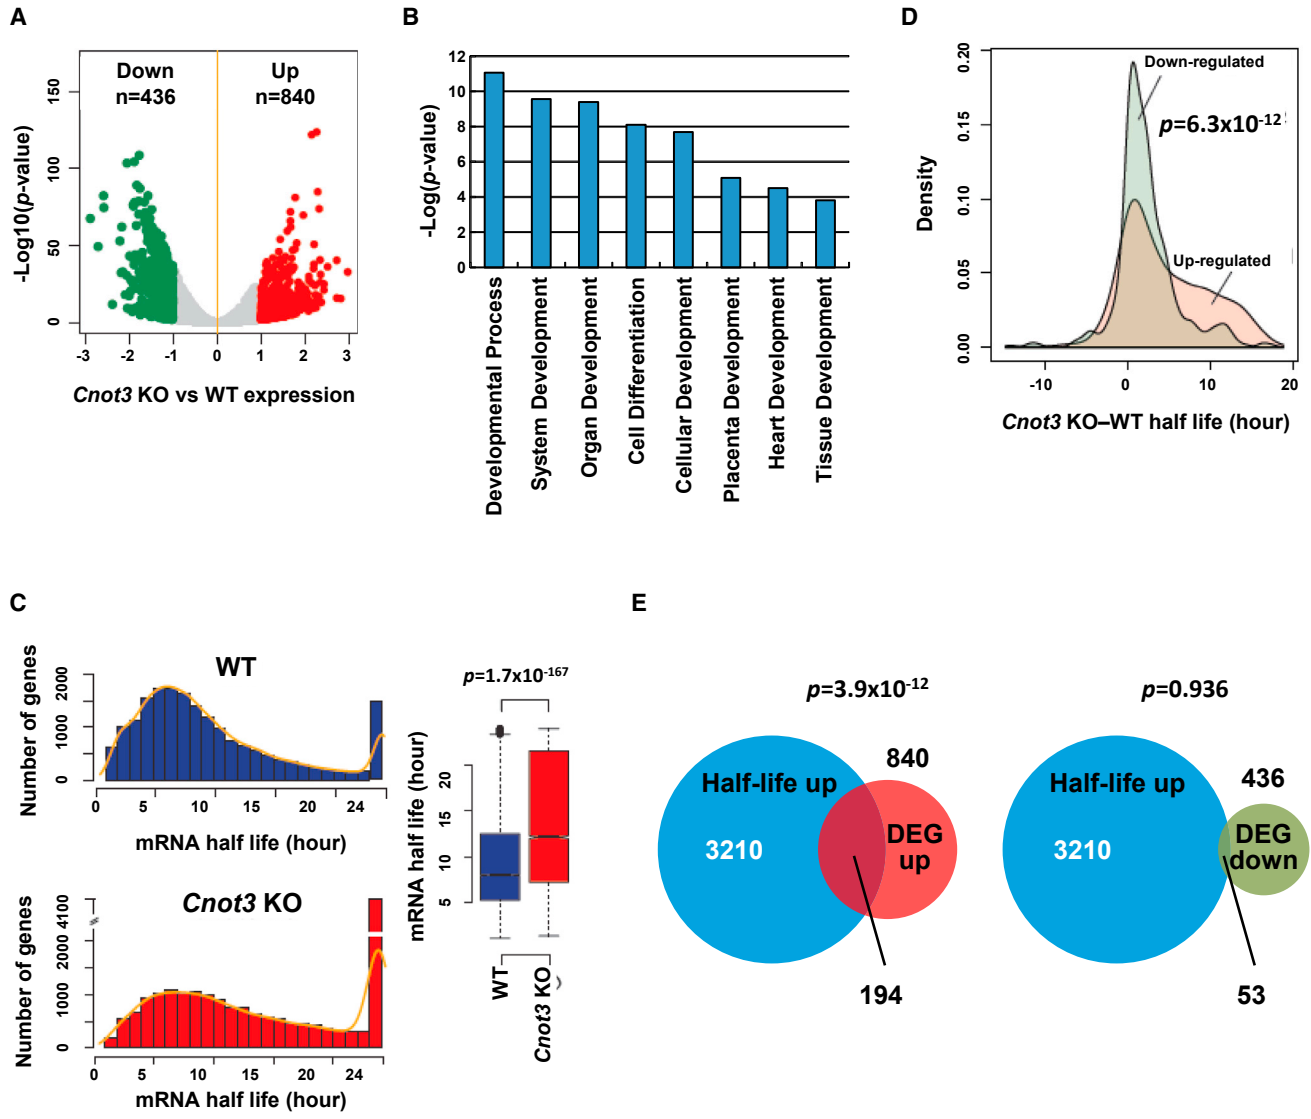 A
Down
n=436
Up
n=840
-Log10(p-value)
150
100
50
0
-3 -2 -1 0 1 2 3
Cnot3 KO vs WT expression
B
-Log(p-value)
12
10
8
6
4
2
0
Developmental Process
System Development
Organ Development
Cell Differentiation
Cellular Development
Placenta Development
Heart Development
Tissue Development
D
Density
0.20
0.15
0.10
0.05
0.00
Down-regulated
p=6.3x10-12
Up-regulated
-10 0 10 20
Cnot3 KO–WT half life (hour)
C
WT
Number of genes
2000
1000
0
0 5 10 15 20 24
mRNA half life (hour)
Cnot3 KO
Number of genes
4100
2000
1000
0
0 5 10 15 20 24
mRNA half life (hour)
p=1.7x10-167
mRNA half life (hour)
20
15
10
5
WT
Cnot3 KO
E
p=3.9x10-12
840
Half-life up
3210
DEG
up
194
p=0.936
436
Half-life up
3210
DEG
down
53